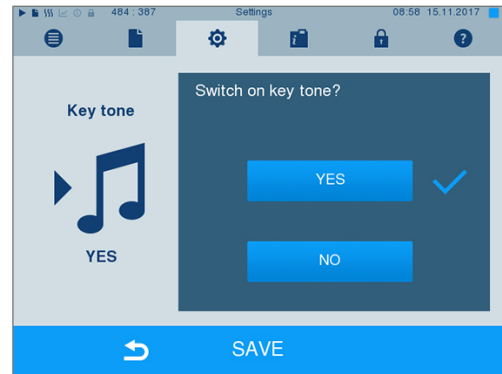 484 : 387 Settings 08:58 15.11.2017
i ?
Switch on key tone?
Key tone
YES
YES
NO
SAVE